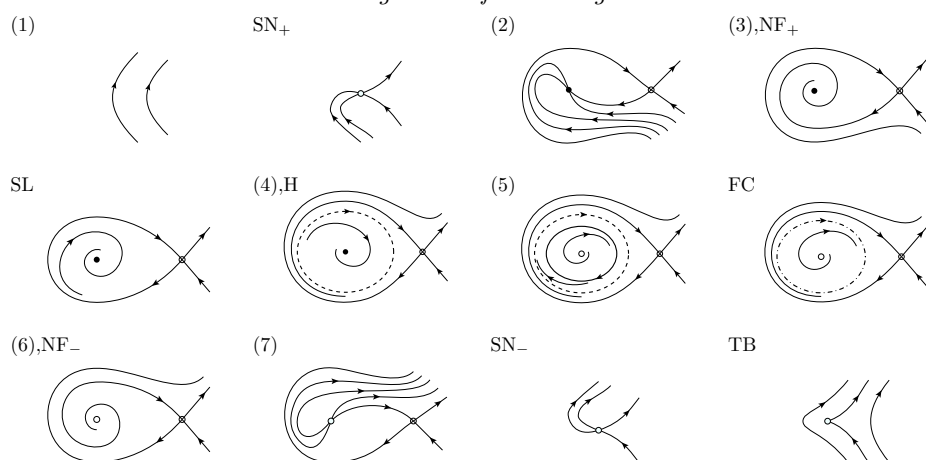 (1) SN₊ (2) (3),NF₊
SL (4),H (5) FC
(6),NF₋ (7) SN₋ TB